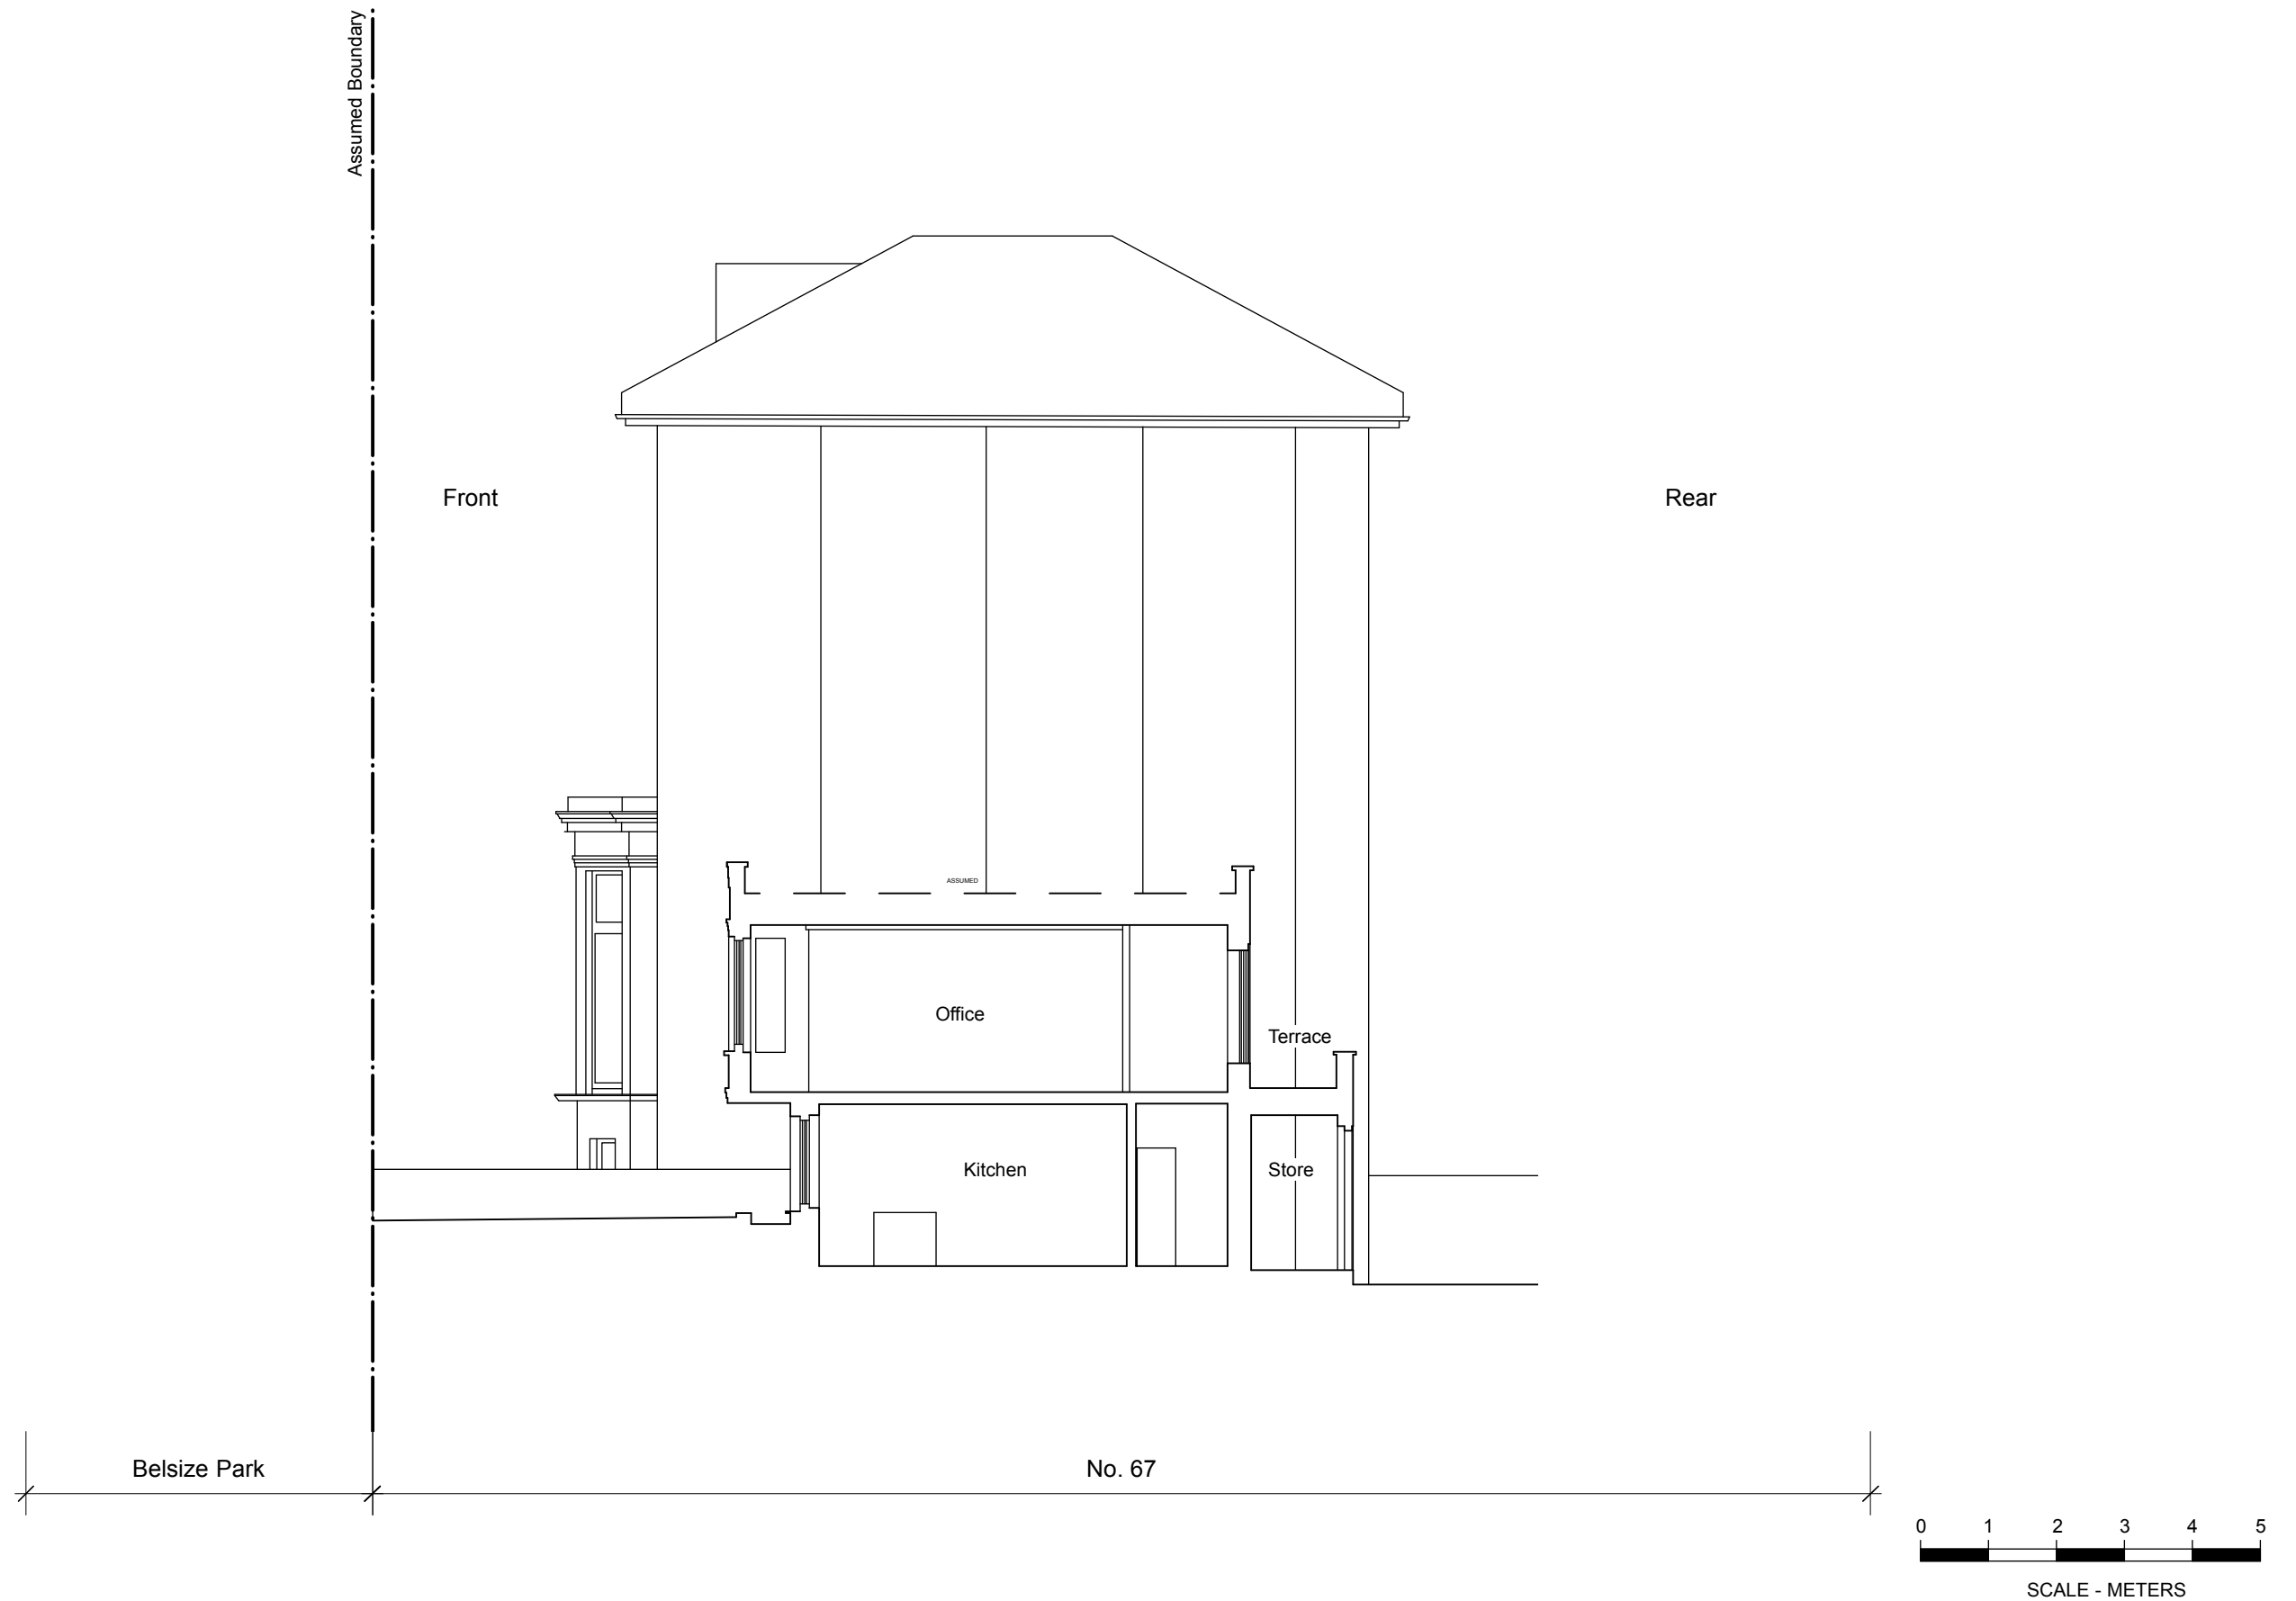 Assumed Boundary
Front
Rear
ASSUMED
Office
Terrace
Kitchen
Store
Belsize Park
No. 67
0 1 2 3 4 5
SCALE - METERS